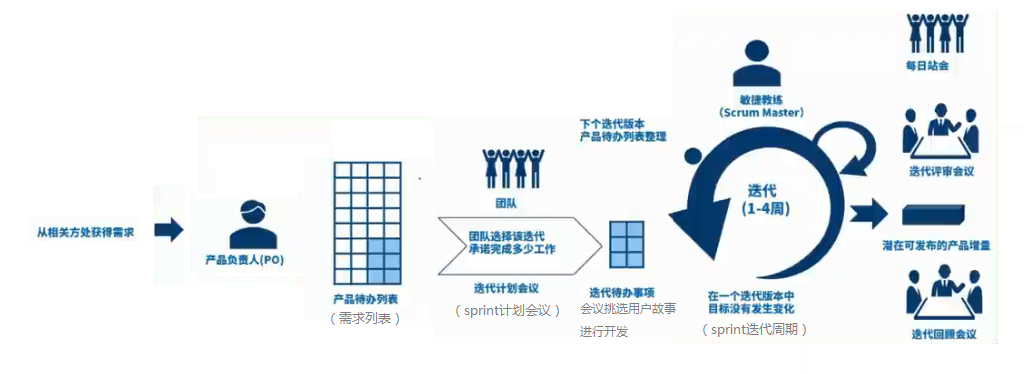 从相关方处获得需求
产品负责人(PO)
产品待办列表
（需求列表）
团队
团队选择该迭代
承诺完成多少工作
迭代计划会议
（sprint计划会议）
下个迭代版本
产品待办列表整理
迭代待办事项
会议挑选用户故事
进行开发
敏捷教练
（Scrum Master）
迭代
(1-4周)
在一个迭代版本中
目标没有发生变化
（sprint迭代周期）
每日站会
迭代评审会议
潜在可发布的产品增量
迭代回顾会议